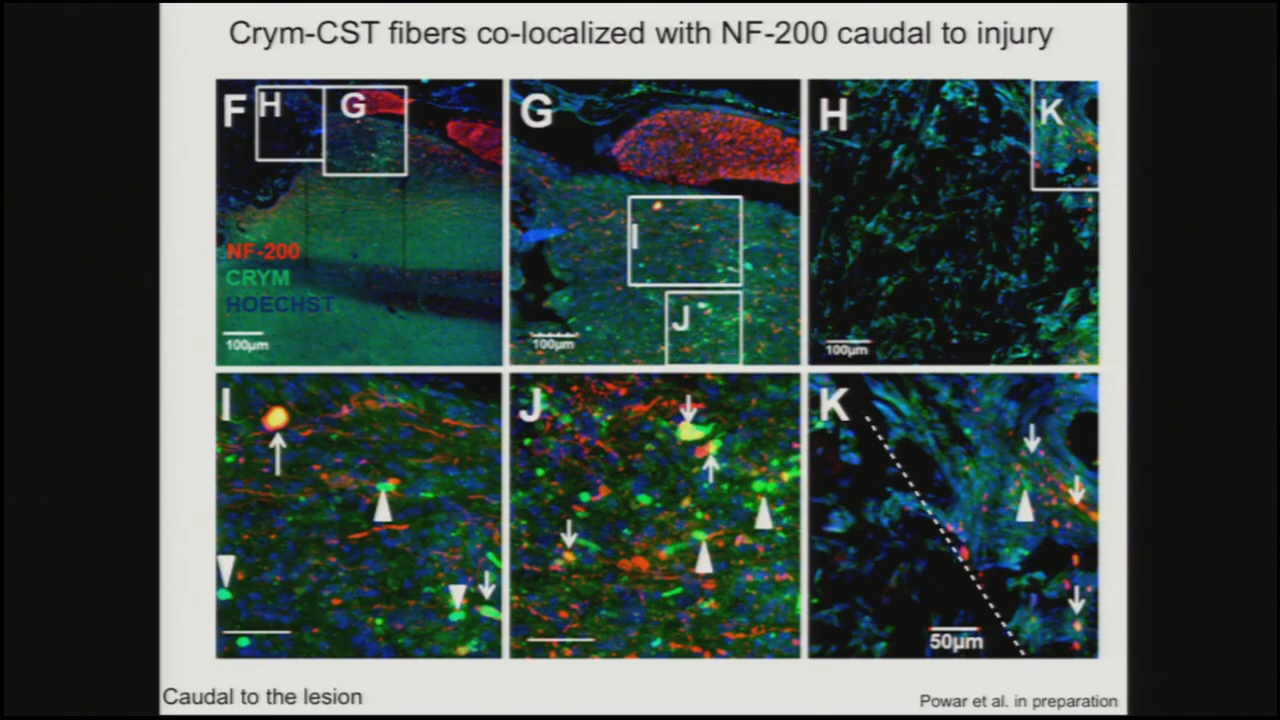 Crym-CST fibers co-localized with NF-200 caudal to injury
F
H
G
NF-200
CRYM
HOECHST
100µm
G
I
J
100µm
H
K
100µm
I
J
K
50µm
Caudal to the lesion
Powar et al. in preparation